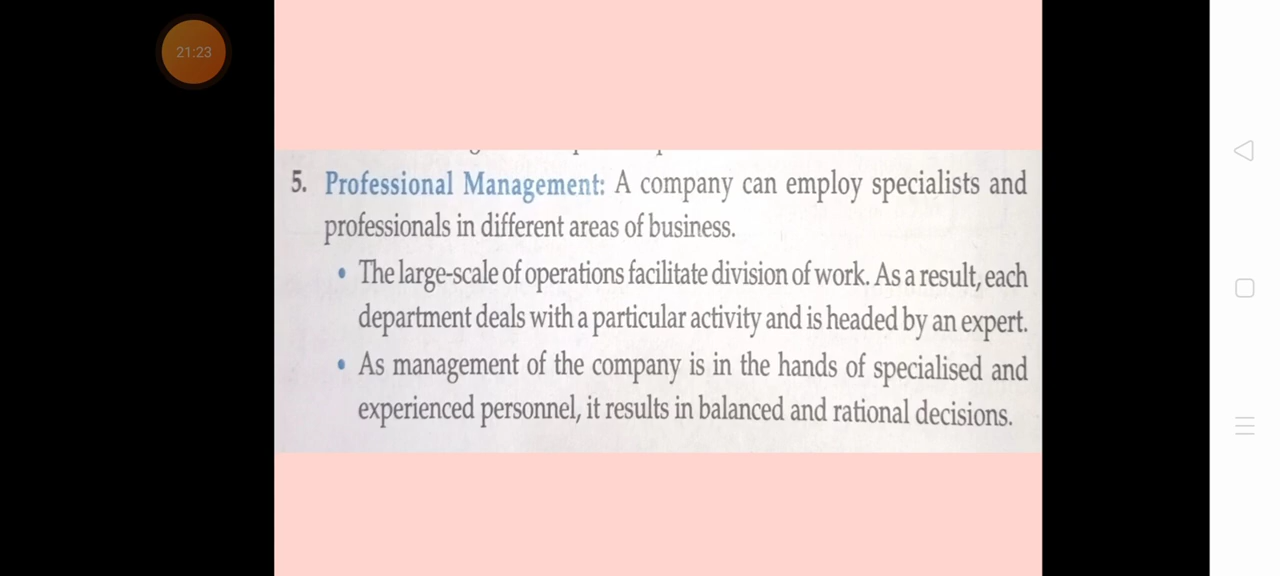 21:23
5. Professional Management: A company can employ specialists and
professionals in different areas of business.
• The large-scale of operations facilitate division of work. As a result, each
department deals with a particular activity and is headed by an expert.
• As management of the company is in the hands of specialised and
experienced personnel, it results in balanced and rational decisions.